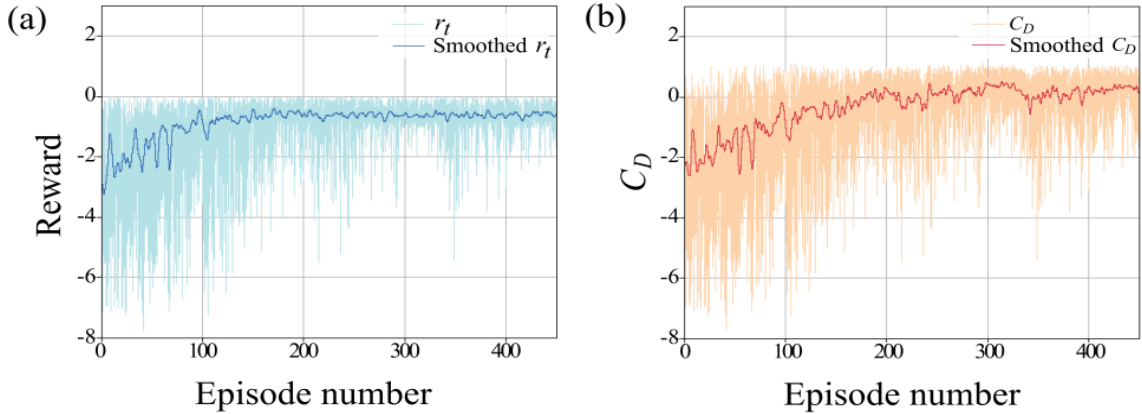 (a)
r_t
Smoothed r_t
2
0
-2
-4
-6
-8
0 100 200 300 400
Reward
Episode number
(b)
C_D
Smoothed C_D
2
0
-2
-4
-6
-8
0 100 200 300 400
C_D
Episode number